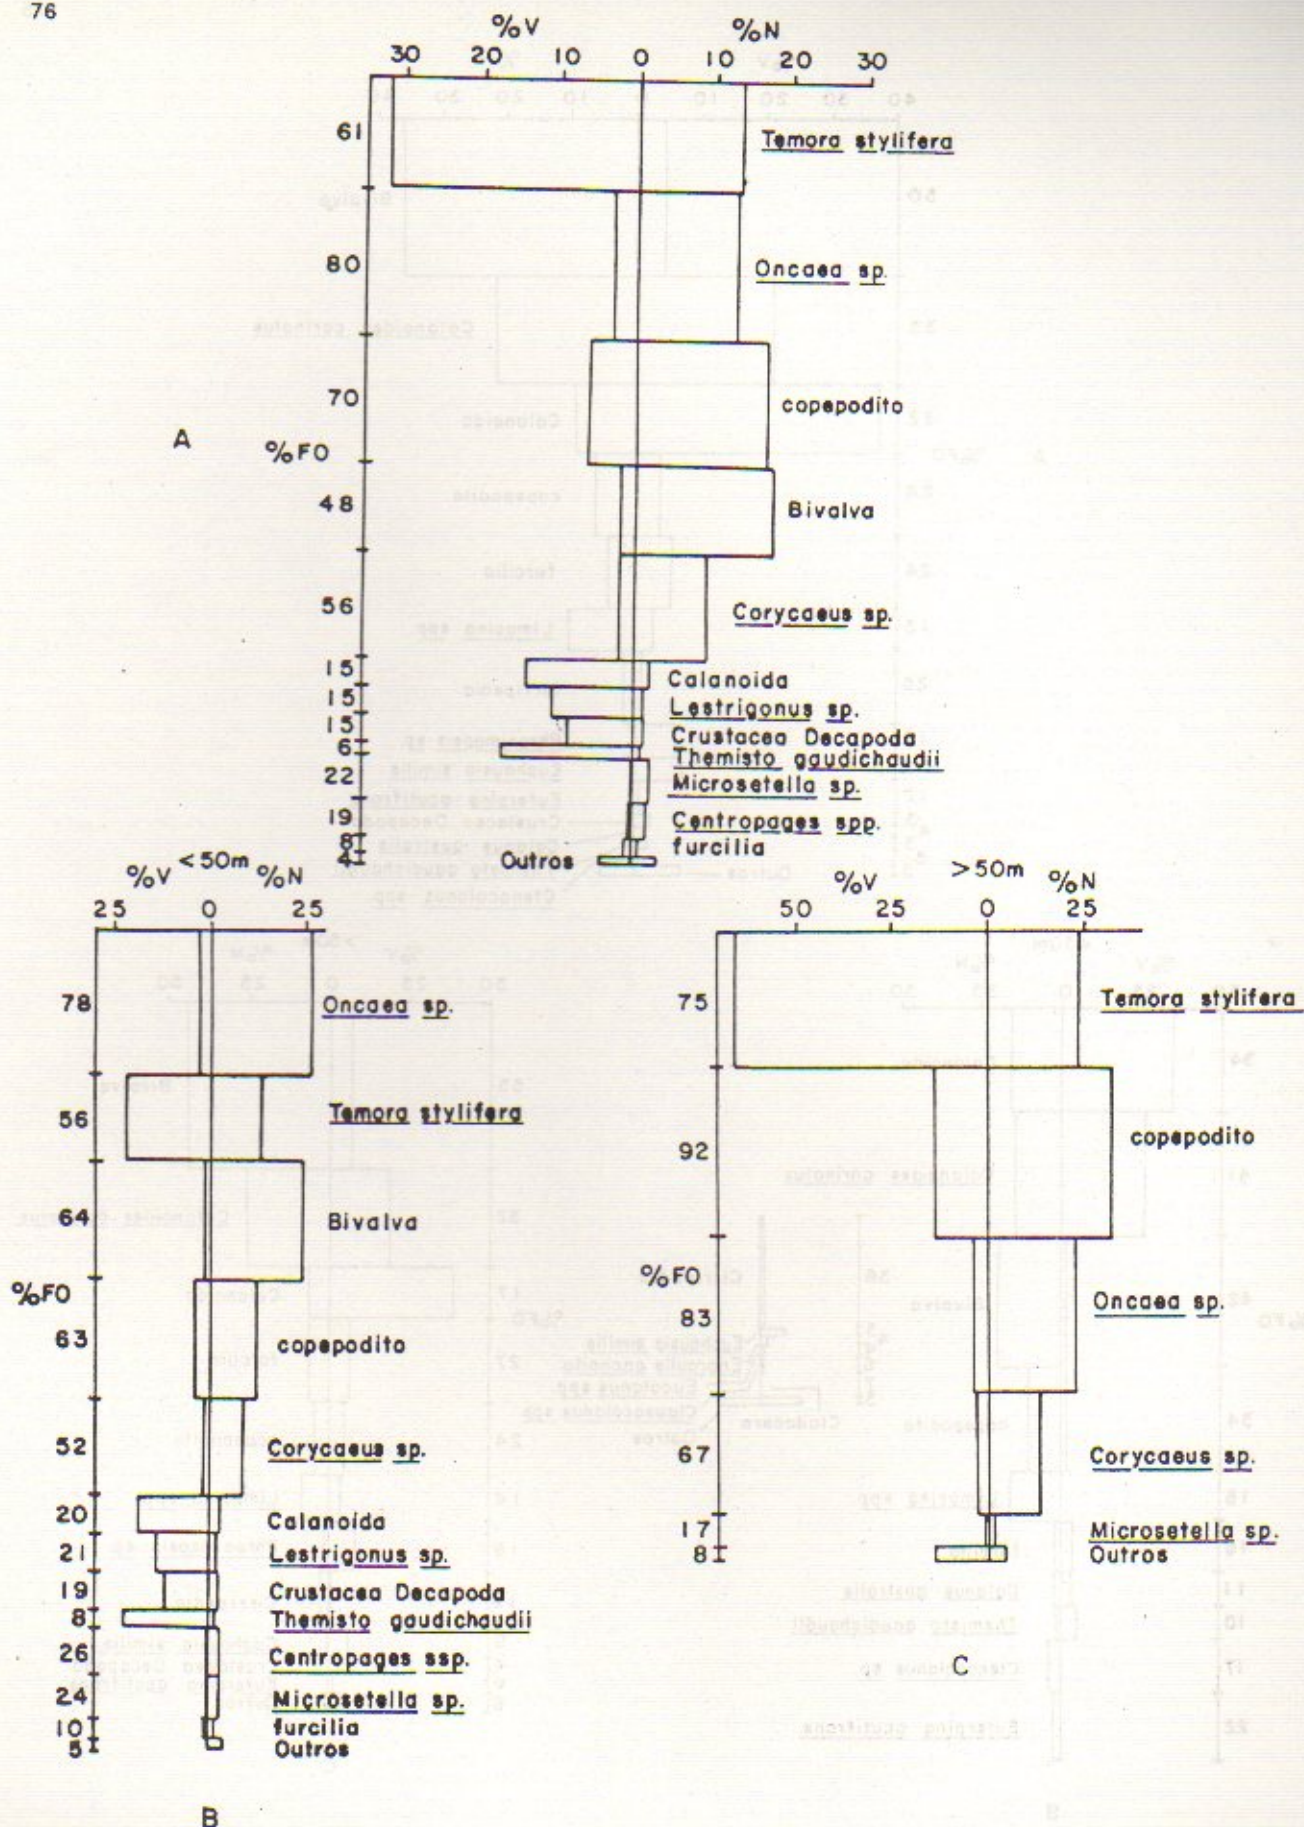 76
%V %N
30 20 10 0 10 20 30
61 Temora stylifera
80 Oncaea sp.
70 copepodito
A %FO
48 Bivalva
56 Corycaeus sp.
15 Calanoida
15 Lestrigonus sp.
15 Crustacea Decapoda
6 Themisto gaudichaudii
22 Microsetella sp.
19 Centropages spp.
8 furcilia
4 Outros
%V <50m %N
25 0 25
78 Oncaea sp.
56 Temora stylifera
64 Bivalva
%FO
63 copepodito
52 Corycaeus sp.
20 Calanoida
21 Lestrigonus sp.
19 Crustacea Decapoda
8 Themisto gaudichaudii
26 Centropages ssp.
24 Microsetella sp.
10 furcilia
5 Outros
B
%V >50m %N
50 25 0 25
75 Temora stylifera
92 copepodito
%FO
83 Oncaea sp.
67 Corycaeus sp.
17 Microsetella sp.
8 Outros
C